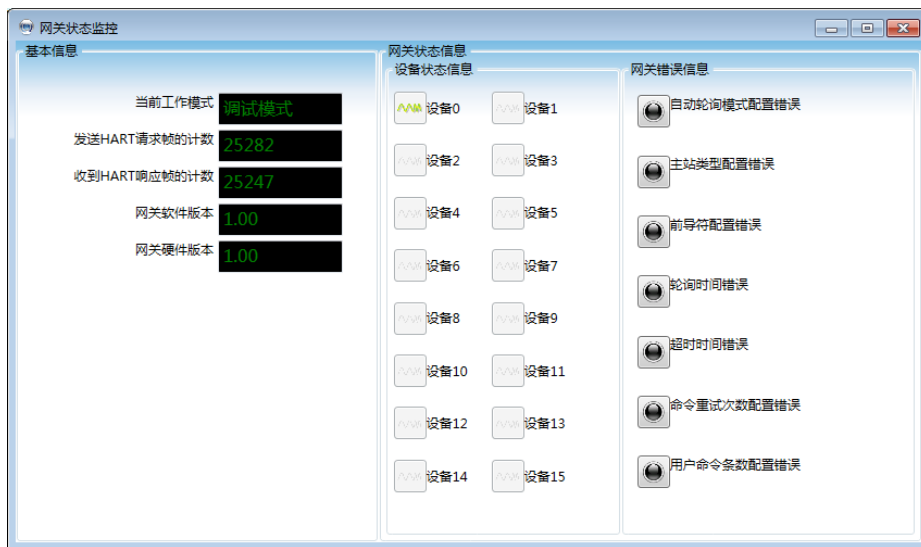 网关状态监控
基本信息
当前工作模式 调试模式
发送HART请求帧的计数 25282
收到HART响应帧的计数 25247
网关软件版本 1.00
网关硬件版本 1.00
网关状态信息
设备状态信息
设备0 设备1
设备2 设备3
设备4 设备5
设备6 设备7
设备8 设备9
设备10 设备11
设备12 设备13
设备14 设备15
网关错误信息
自动轮询模式配置错误
主站类型配置错误
前导符配置错误
轮询时间错误
超时时间错误
命令重试次数配置错误
用户命令条数配置错误